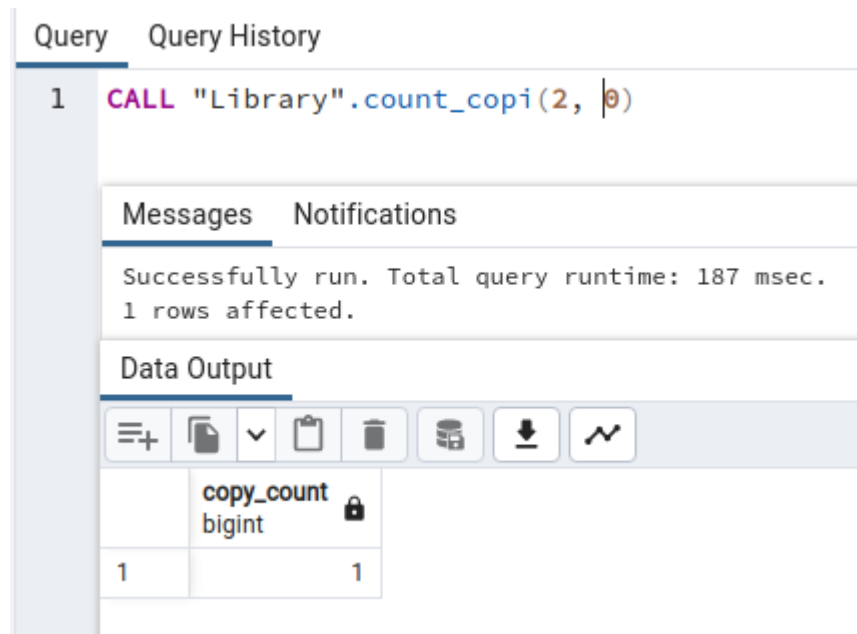 Query Query History
1 CALL "Library".count_copi(2, 0)
Messages Notifications
Successfully run. Total query runtime: 187 msec.
1 rows affected.
Data Output
copy_count
bigint
1 1